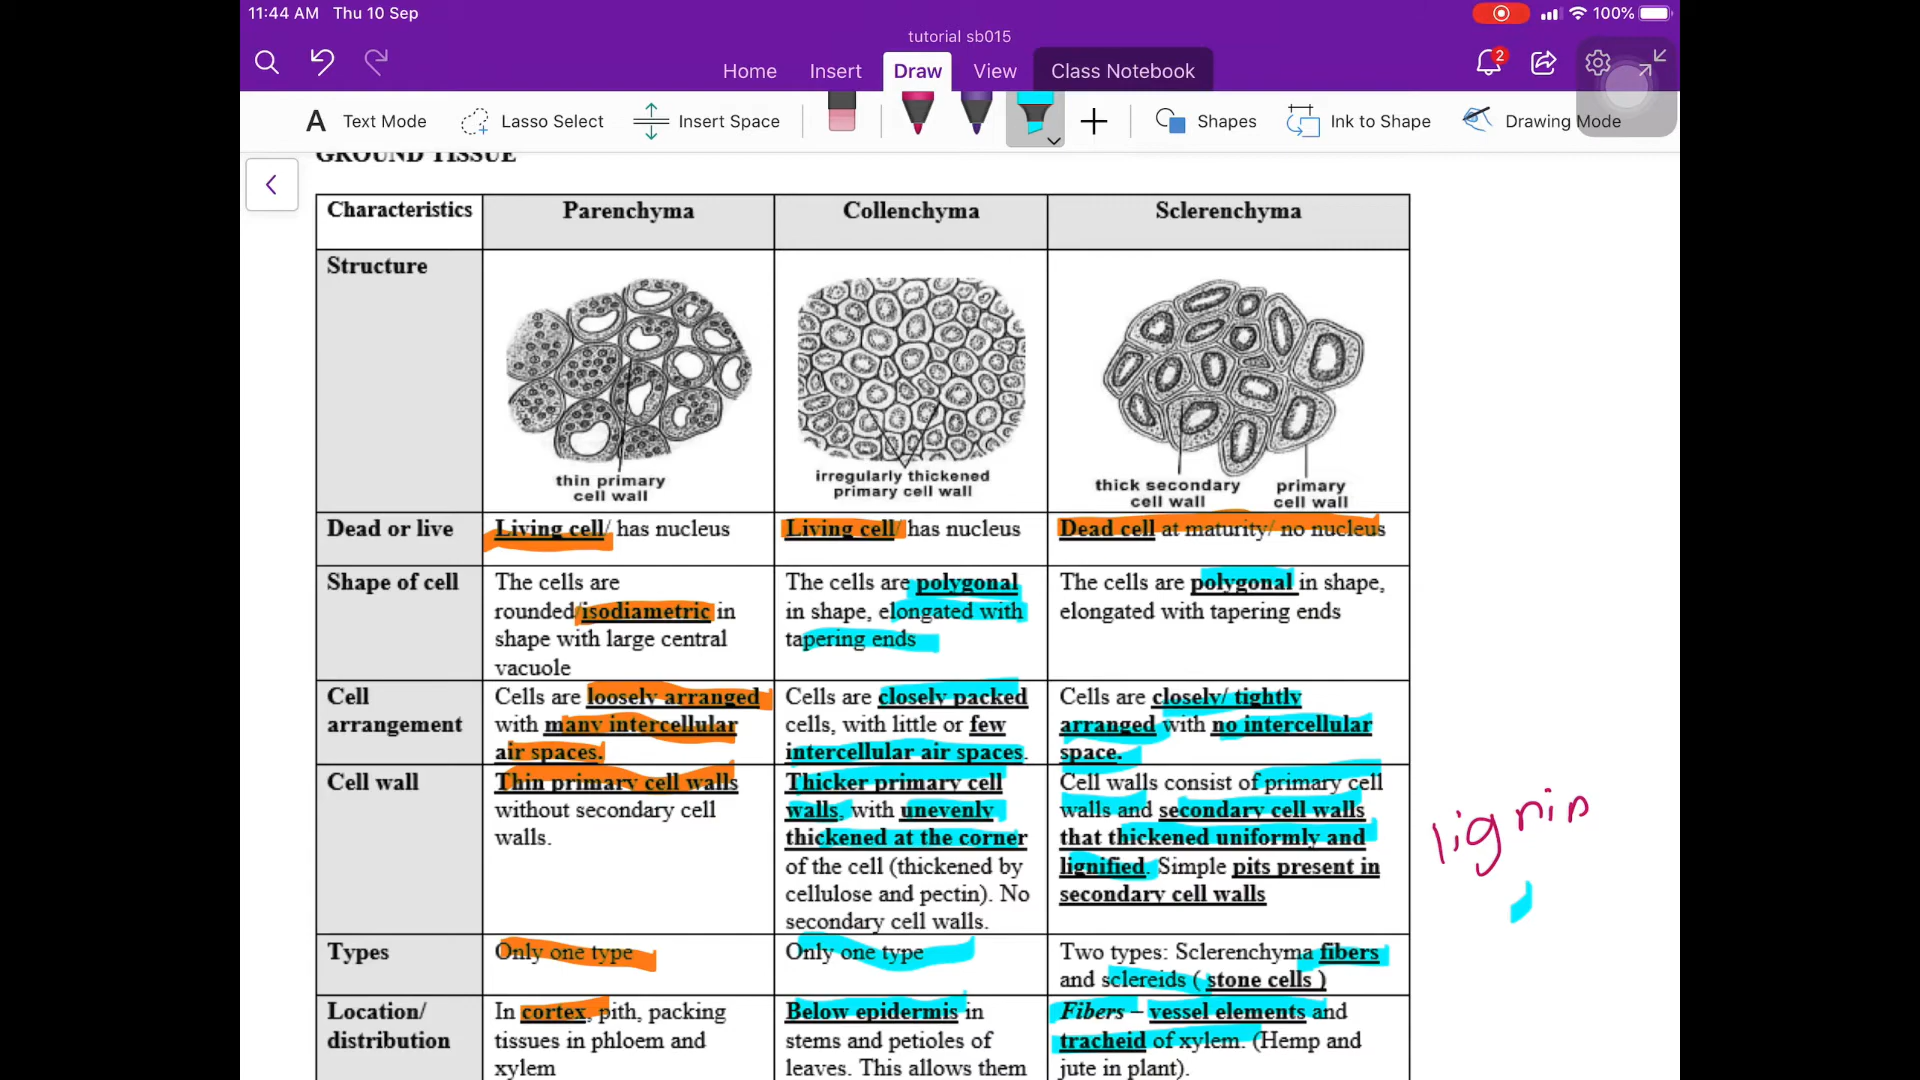 11:44 AM Thu 10 Sep
100%
tutorial sb015
2
Home Insert Draw View Class Notebook
A Text Mode Lasso Select Insert Space Shapes Ink to Shape Drawing Mode
GROUND TISSUE
Characteristics Parenchyma Collenchyma Sclerenchyma
Structure
thin primary
cell wall
irregularly thickened
primary cell wall
thick secondary
cell wall
primary
cell wall
Dead or live
Living cell/ has nucleus
Living cell/ has nucleus
Dead cell at maturity/ no nucleus
Shape of cell
The cells are
rounded/isodiametric in
shape with large central
vacuole
The cells are polygonal
in shape, elongated with
tapering ends
The cells are polygonal in shape,
elongated with tapering ends
Cell
arrangement
Cells are loosely arranged
with many intercellular
air spaces.
Cells are closely packed
cells, with little or few
intercellular air spaces.
Cells are closely/ tightly
arranged with no intercellular
space.
Cell wall
Thin primary cell walls
without secondary cell
walls.
Thicker primary cell
walls, with unevenly
thickened at the corner
of the cell (thickened by
cellulose and pectin). No
secondary cell walls.
Cell walls consist of primary cell
walls and secondary cell walls
that thickened uniformly and
lignified. Simple pits present in
secondary cell walls
lignin
Types
Only one type
Only one type
Two types: Sclerenchyma fibers
and sclereids ( stone cells )
Location/
distribution
In cortex, pith, packing
tissues in phloem and
xylem
Below epidermis in
stems and petioles of
leaves. This allows them
Fibers – vessel elements and
tracheid of xylem. (Hemp and
jute in plant).